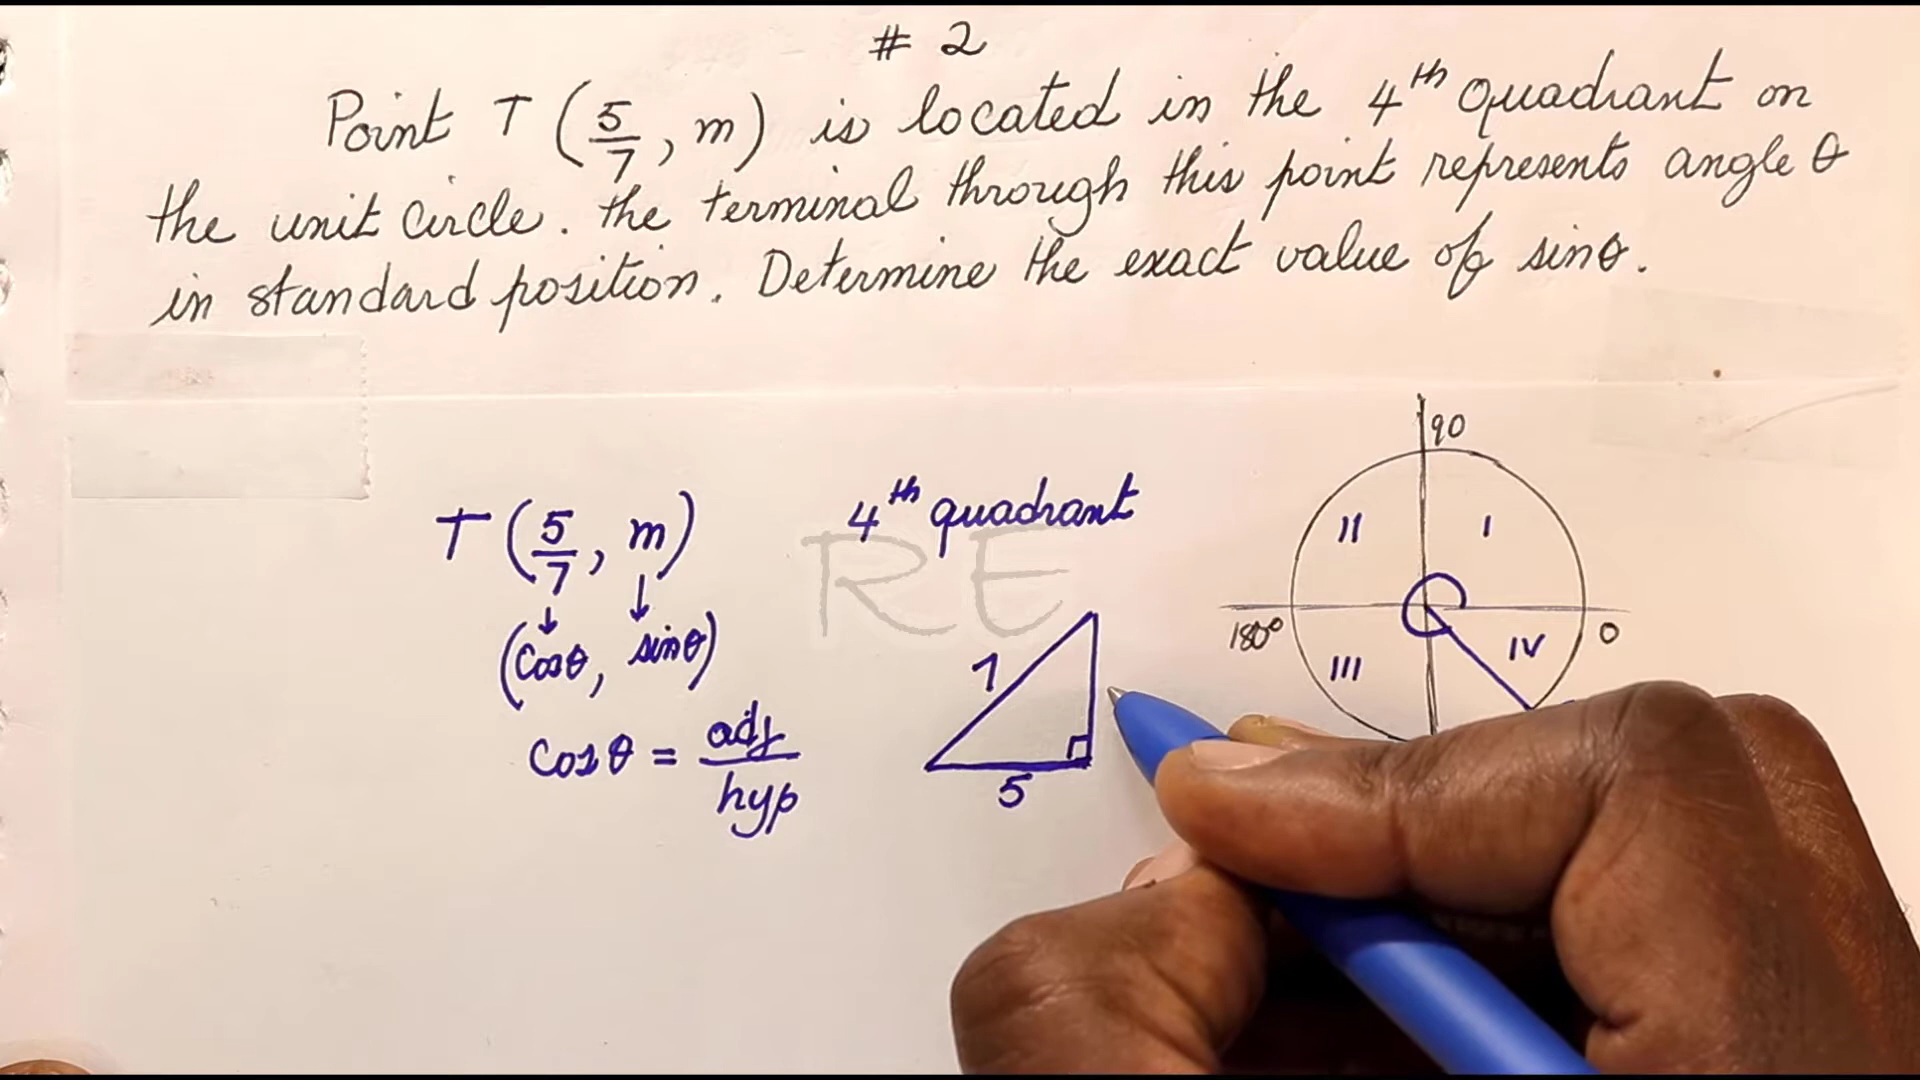 # 2
Point T (5/7, m) is located in the 4th quadrant on
the unit circle. the terminal through this point represents angle θ
in standard position. Determine the exact value of sinθ.
T (5/7, m)
4th quadrant
RE
90
II
I
180°
0
III
IV
↓ ↓
(cosθ, sinθ)
7
cosθ = adj/hyp
5